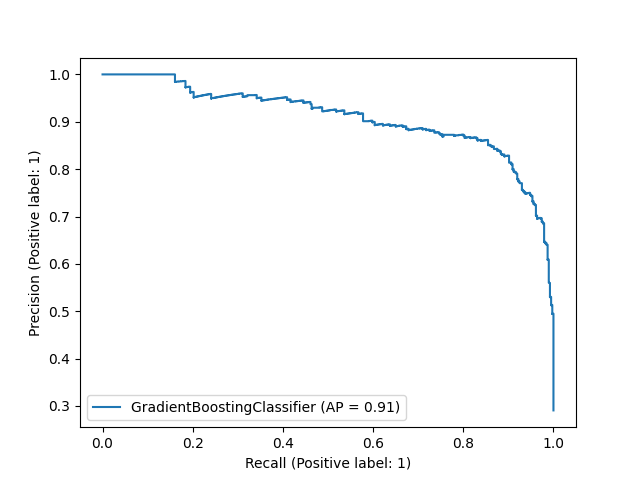 1.0
0.9
0.8
0.7
0.6
0.5
0.4
0.3
Precision (Positive label: 1)
GradientBoostingClassifier (AP = 0.91)
0.0 0.2 0.4 0.6 0.8 1.0
Recall (Positive label: 1)